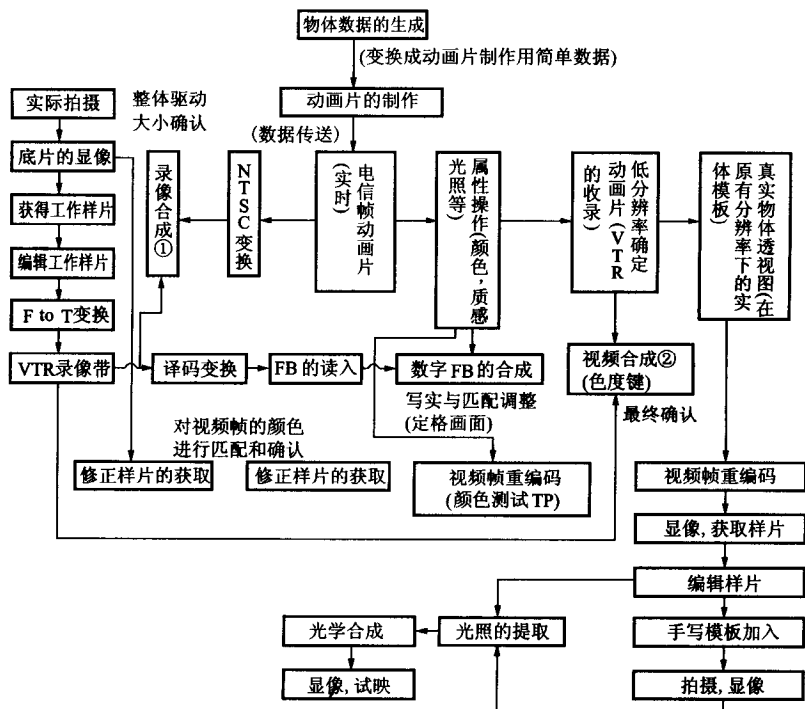 物体数据的生成
(变换成动画片制作用简单数据)
动画片的制作
(数据传送)
实际拍摄
底片的显像
获得工作样片
编辑工作样片
F to T变换
VTR录像带
整体驱动
大小确认
录像合成①
NTSC变换
电信帧动画片
(实时)
属性操作(颜色,质感
光照等)
低分辨率确定
动画片(VTR
的收录)
真实物体透视图(在
原有分辨率下的实
体模板)
译码变换
FB的读入
数字FB的合成
视频合成②
(色度键)
写实与匹配调整
(定格画面)
最终确认
对视频帧的颜色
进行匹配和确认
修正样片的获取
修正样片的获取
视频帧重编码
(颜色测试TP)
视频帧重编码
显像,获取样片
编辑样片
手写模板加入
拍摄,显像
光照的提取
光学合成
显像,试映